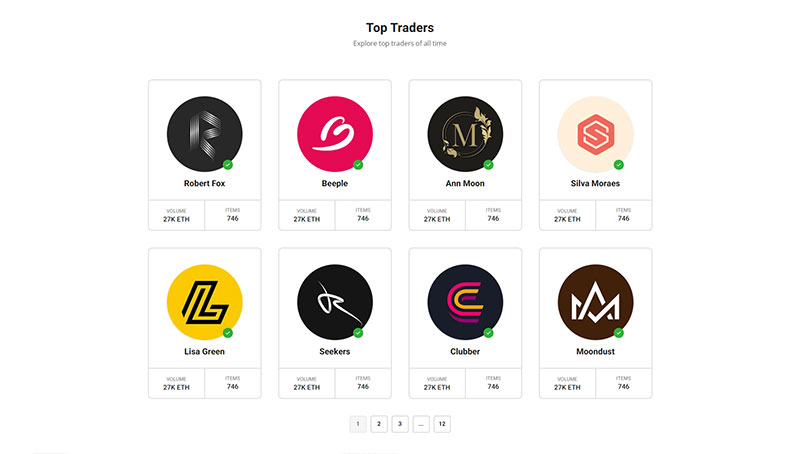 Top Traders
Explore top traders of all time
R
M
S
Robert Fox
Beeple
Ann Moon
Silva Moraes
VOLUME ITEMS VOLUME ITEMS VOLUME ITEMS VOLUME ITEMS
27K ETH 746 27K ETH 746 27K ETH 746 27K ETH 746
L
Lisa Green
Seekers
Clubber
Moondust
VOLUME ITEMS VOLUME ITEMS VOLUME ITEMS VOLUME ITEMS
27K ETH 746 27K ETH 746 27K ETH 746 27K ETH 746
1 2 3 ... 12